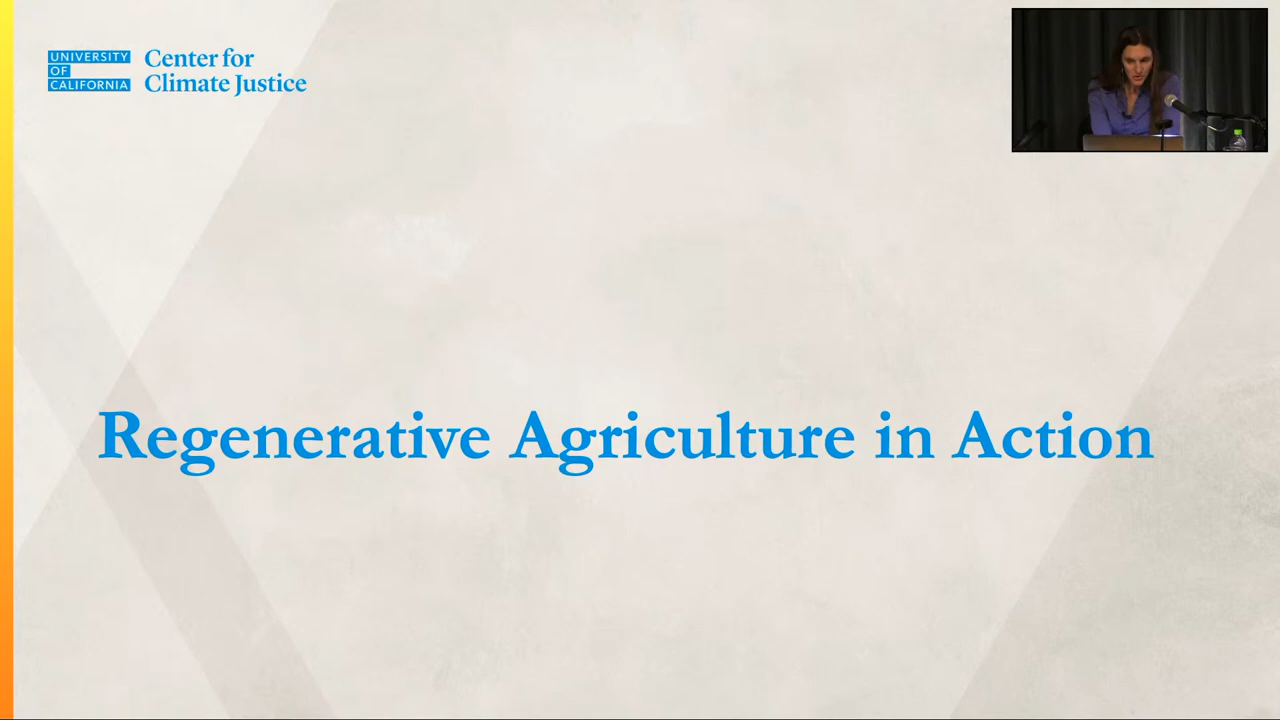 UNIVERSITY
OF
CALIFORNIA
Center for
Climate Justice
Regenerative Agriculture in Action